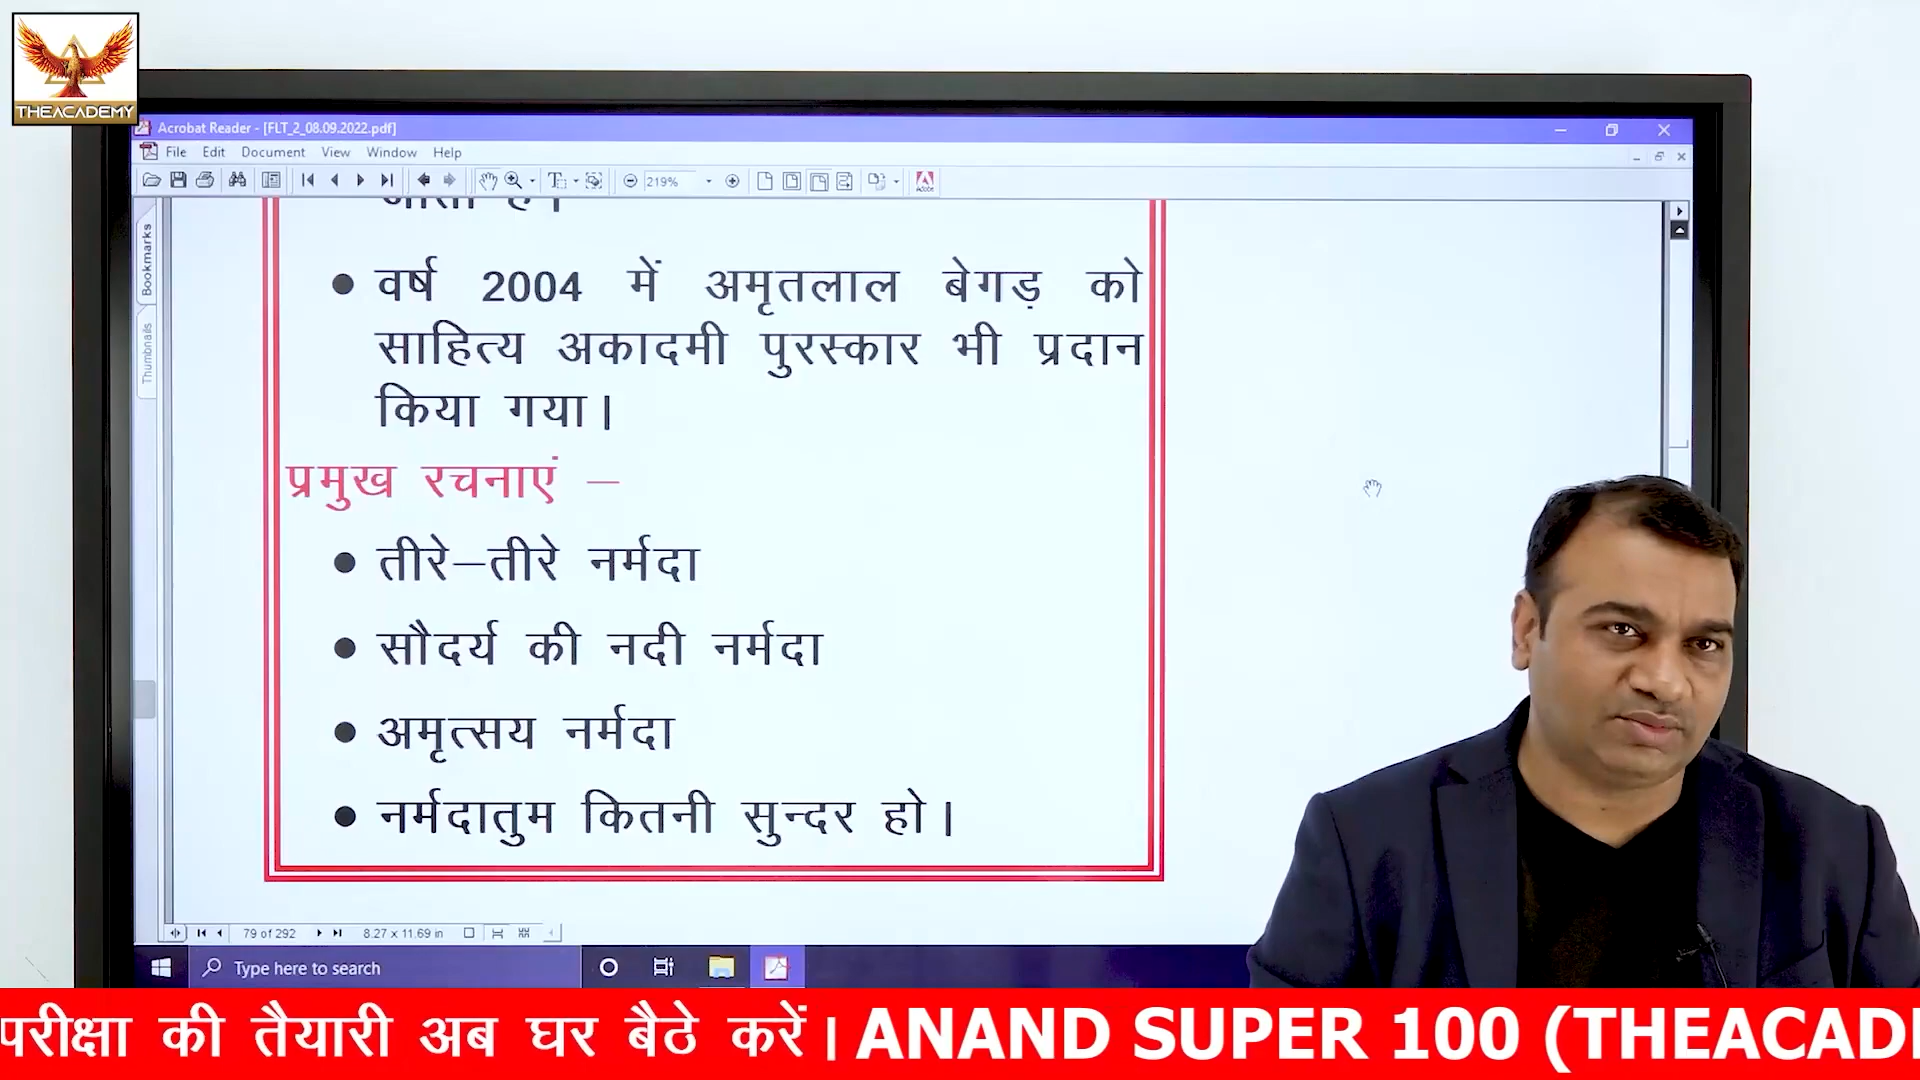 THEACADEMY
Acrobat Reader - [FLT_2_08.09.2022.pdf]
File Edit Document View Window Help
219%
Bookmarks
Thumbnails
• वर्ष 2004 में अमृतलाल बेगड़ को
साहित्य अकादमी पुरस्कार भी प्रदान
किया गया।
प्रमुख रचनाएं –
• तीरे–तीरे नर्मदा
• सौदर्य की नदी नर्मदा
• अमृत्सय नर्मदा
• नर्मदातुम कितनी सुन्दर हो।
79 of 292 8.27 x 11.69 in
Type here to search
परीक्षा की तैयारी अब घर बैठे करें। ANAND SUPER 100 (THEACAD